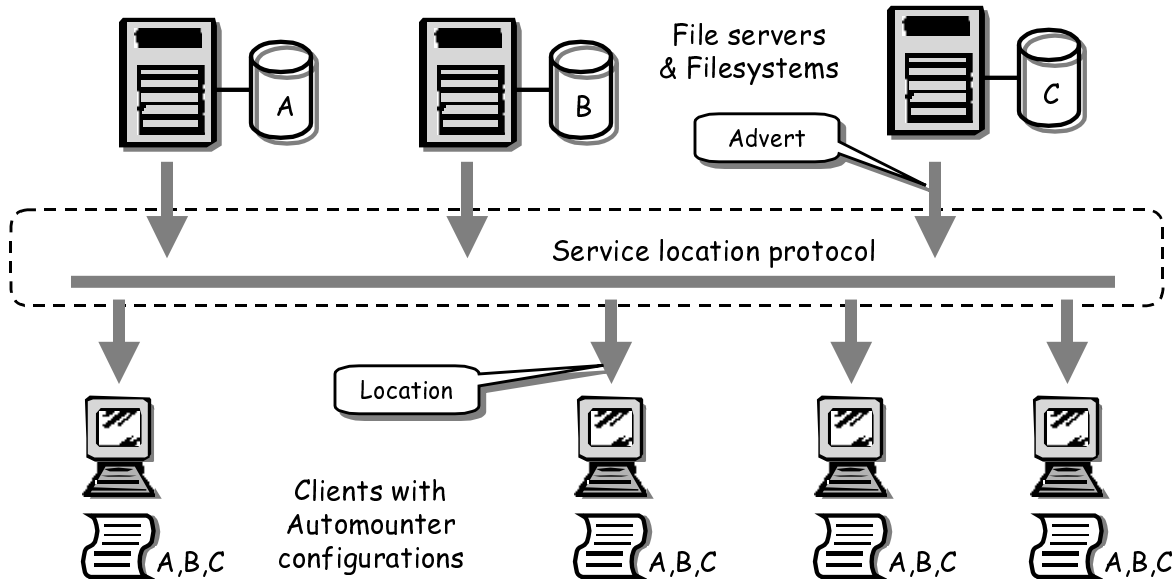 File servers
& Filesystems
A
B
C
Advert
Service location protocol
Location
Clients with
Automounter
configurations
A,B,C
A,B,C
A,B,C
A,B,C